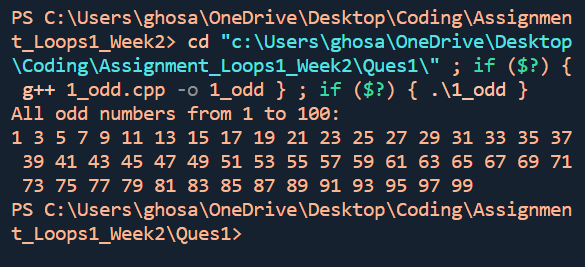 PS C:\Users\ghosa\OneDrive\Desktop\Coding\Assignmen
t_Loops1_Week2> cd "c:\Users\ghosa\OneDrive\Desktop
\Coding\Assignment_Loops1_Week2\Ques1\" ; if ($?) {
 g++ 1_odd.cpp -o 1_odd } ; if ($?) { .\1_odd }
All odd numbers from 1 to 100:
1 3 5 7 9 11 13 15 17 19 21 23 25 27 29 31 33 35 37
 39 41 43 45 47 49 51 53 55 57 59 61 63 65 67 69 71
 73 75 77 79 81 83 85 87 89 91 93 95 97 99
PS C:\Users\ghosa\OneDrive\Desktop\Coding\Assignmen
t_Loops1_Week2\Ques1>